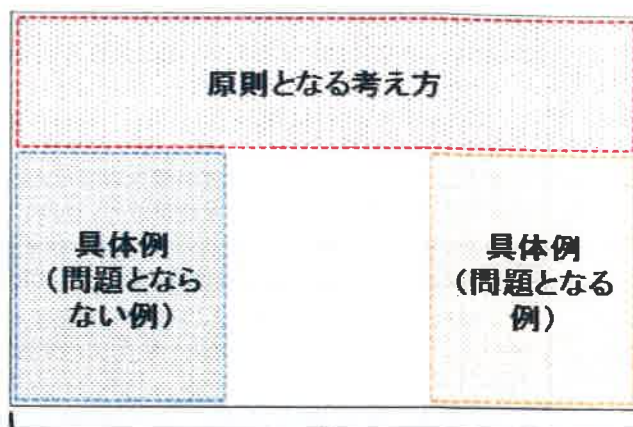 原則となる考え方
具体例
（問題となら
ない例）
具体例
（問題となる
例）